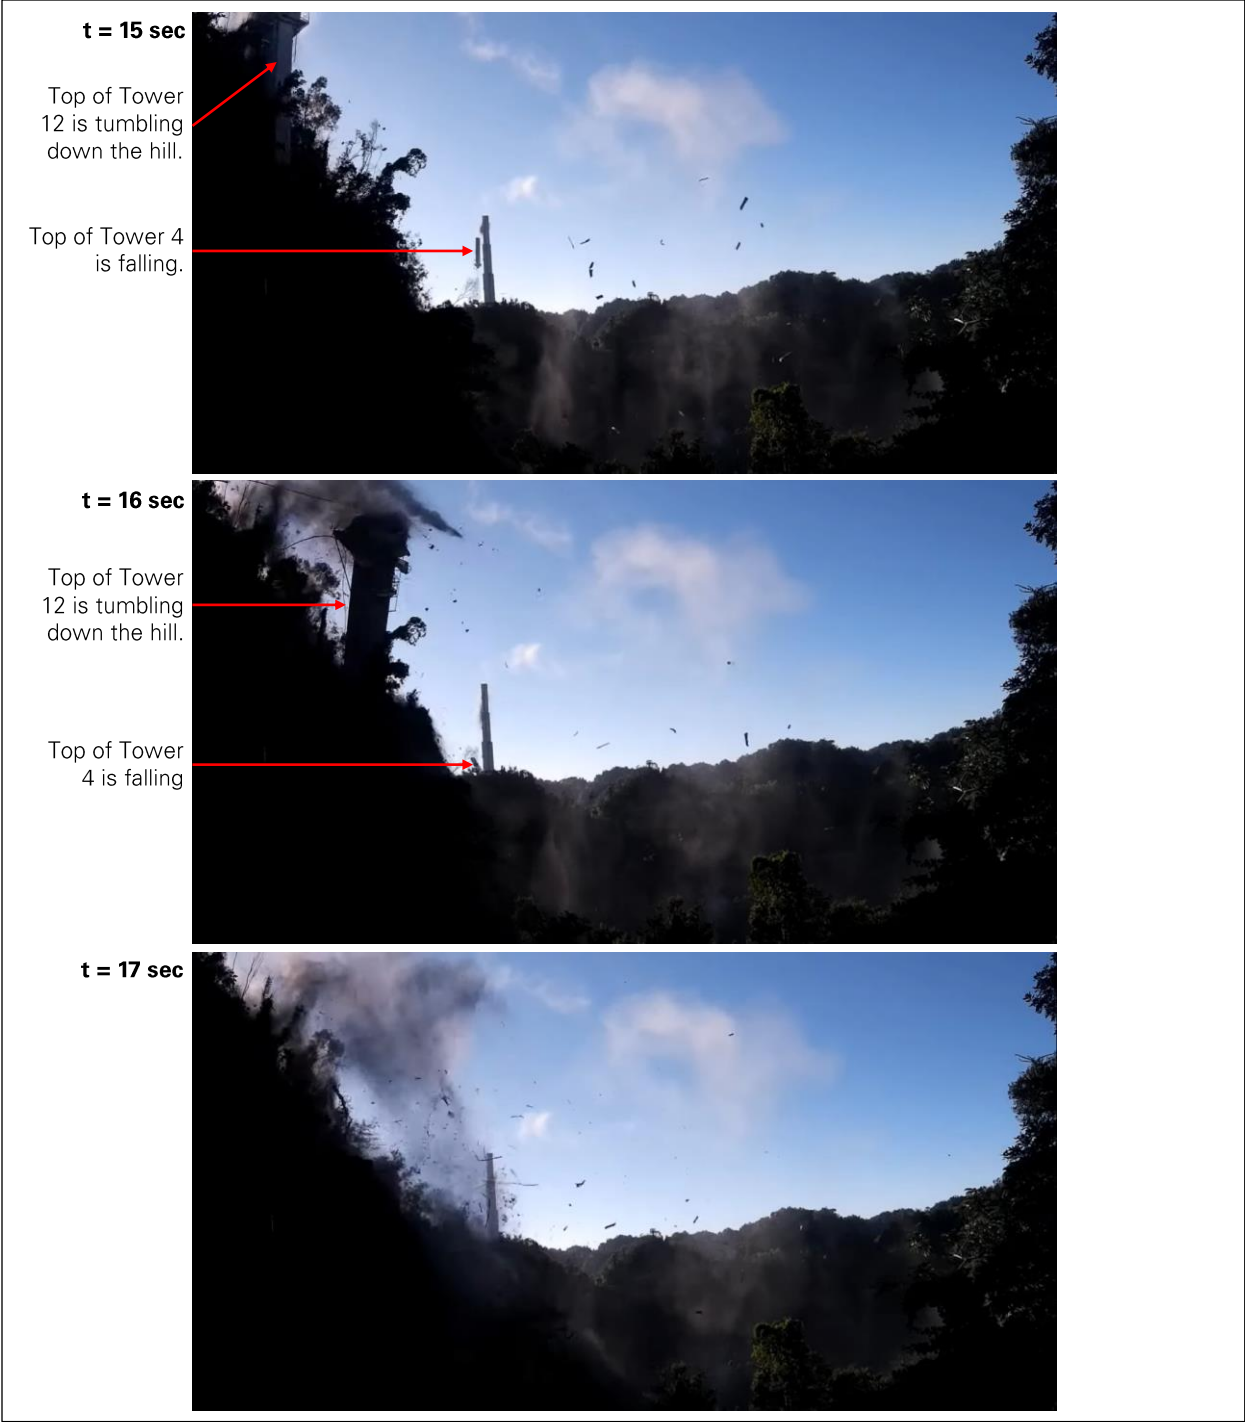 t = 15 sec
Top of Tower
12 is tumbling
down the hill.
Top of Tower 4
is falling.
t = 16 sec
Top of Tower
12 is tumbling
down the hill.
Top of Tower
4 is falling
t = 17 sec